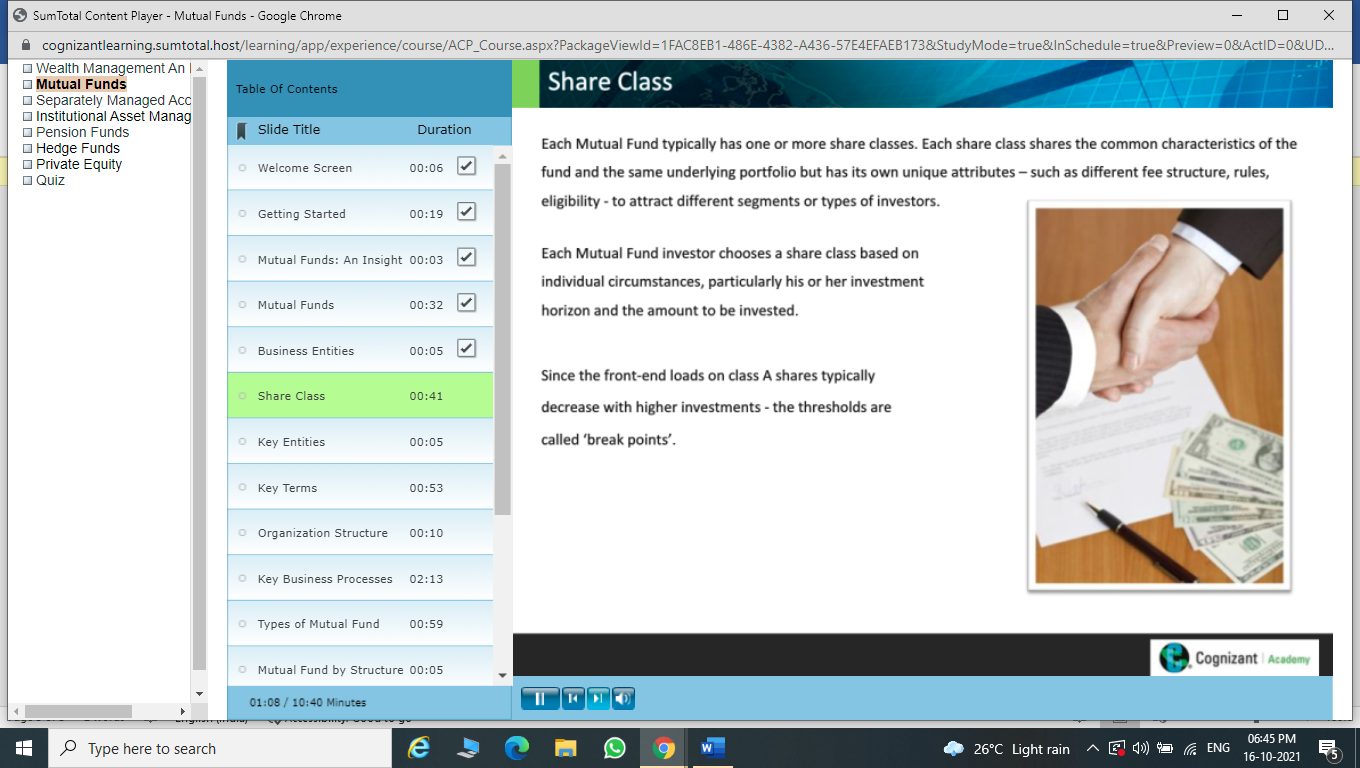 SumTotal Content Player - Mutual Funds - Google Chrome
cognizantlearning.sumtotal.host/learning/app/experience/course/ACP_Course.aspx?PackageViewId=1FAC8EB1-486E-4382-A436-57E4EFAEB173&StudyMode=true&InSchedule=true&Preview=0&ActID=0&UD...
Wealth Management An
Mutual Funds
Separately Managed Acc
Institutional Asset Manag
Pension Funds
Hedge Funds
Private Equity
Quiz
Table Of Contents
Slide Title Duration
Welcome Screen 00:06
Getting Started 00:19
Mutual Funds: An Insight 00:03
Mutual Funds 00:32
Business Entities 00:05
Share Class 00:41
Key Entities 00:05
Key Terms 00:53
Organization Structure 00:10
Key Business Processes 02:13
Types of Mutual Fund 00:59
Mutual Fund by Structure 00:05
01:08 / 10:40 Minutes
Share Class
Each Mutual Fund typically has one or more share classes. Each share class shares the common characteristics of the
fund and the same underlying portfolio but has its own unique attributes – such as different fee structure, rules,
eligibility - to attract different segments or types of investors.
Each Mutual Fund investor chooses a share class based on
individual circumstances, particularly his or her investment
horizon and the amount to be invested.
Since the front-end loads on class A shares typically
decrease with higher investments - the thresholds are
called ‘break points’.
Cognizant | Academy
Type here to search
26°C Light rain
ENG
06:45 PM
16-10-2021
5